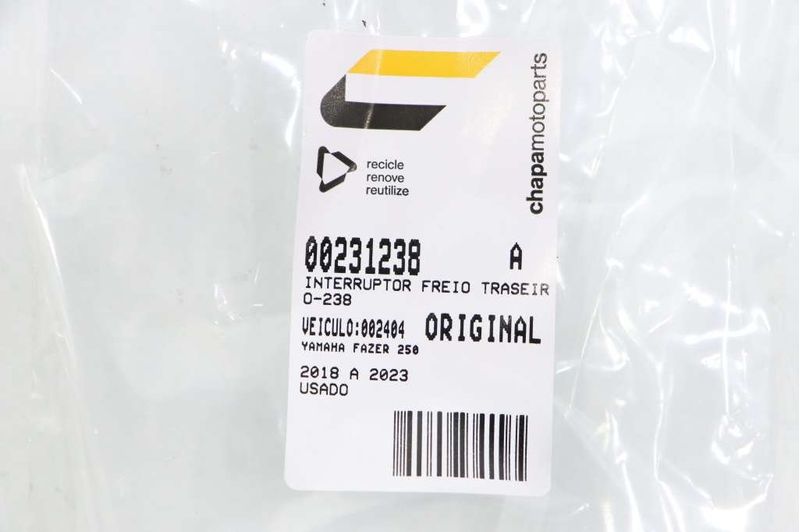 chapamotoparts
recicle
renove
reutilize
00231238 A
INTERRUPTOR FREIO TRASEIR
O-238
VEICULO:002404 ORIGINAL
YAMAHA FAZER 250
2018 A 2023
USADO